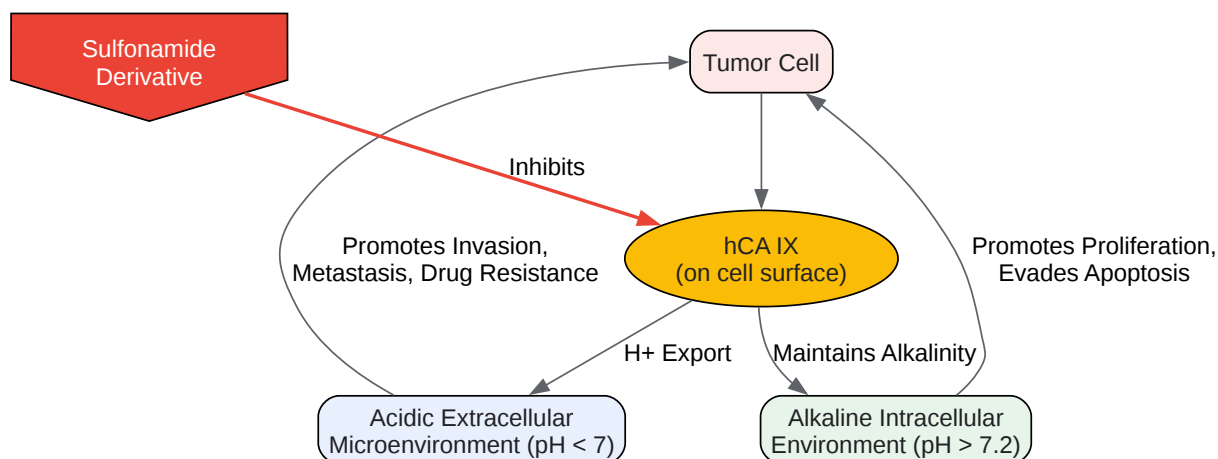 Sulfonamide
Derivative
Tumor Cell
Inhibits
hCA IX
(on cell surface)
Promotes Invasion,
Metastasis, Drug Resistance
Promotes Proliferation,
Evades Apoptosis
H+ Export
Maintains Alkalinity
Acidic Extracellular
Microenvironment (pH < 7)
Alkaline Intracellular
Environment (pH > 7.2)